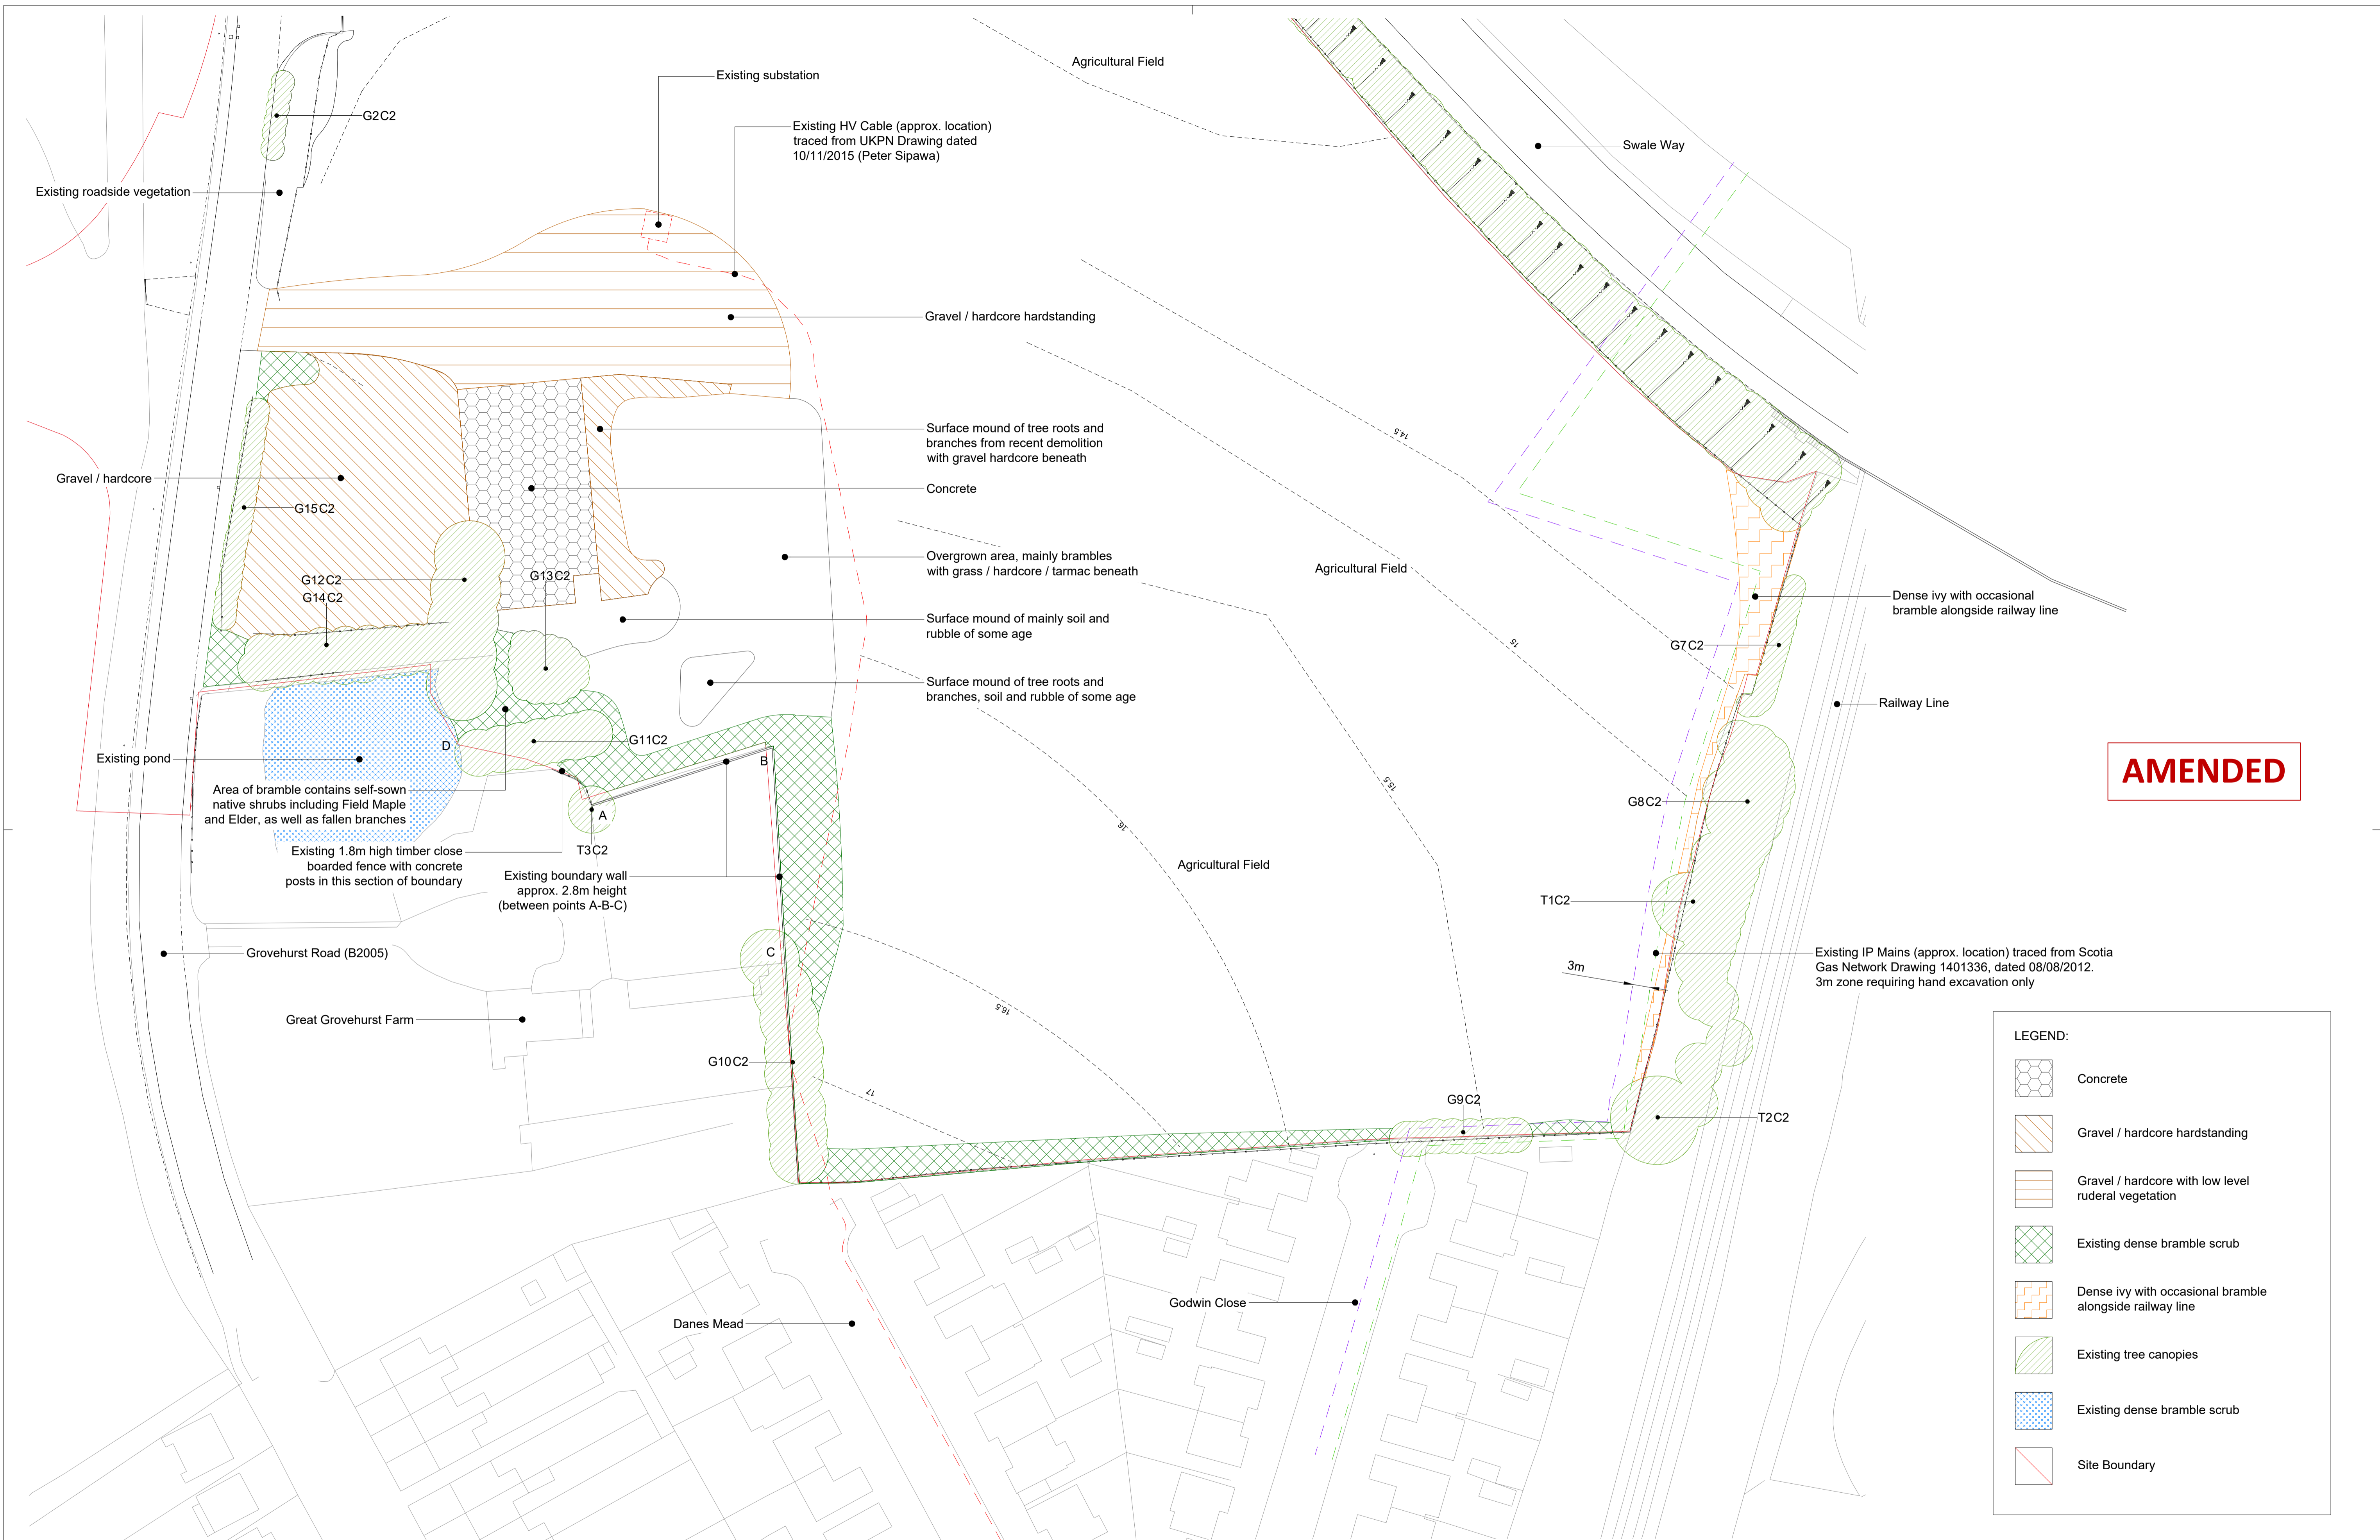 Existing substation
Agricultural Field
G2C2
Existing HV Cable (approx. location)
traced from UKPN Drawing dated
10/11/2015 (Peter Sipawa)
Swale Way
Existing roadside vegetation
Gravel / hardcore hardstanding
Surface mound of tree roots and
branches from recent demolition
with gravel hardcore beneath
14.5
Gravel / hardcore
Concrete
G15C2
Overgrown area, mainly brambles
with grass / hardcore / tarmac beneath
Agricultural Field
G12C2
G13C2
G14C2
Dense ivy with occasional
bramble alongside railway line
Surface mound of mainly soil and
rubble of some age
15
G7C2
Surface mound of tree roots and
branches, soil and rubble of some age
Railway Line
D
G11C2
B
Existing pond
AMENDED
15.5
Area of bramble contains self-sown
native shrubs including Field Maple
and Elder, as well as fallen branches
A
G8C2
16
T3C2
Existing 1.8m high timber close
boarded fence with concrete
posts in this section of boundary
Agricultural Field
Existing boundary wall
approx. 2.8m height
(between points A-B-C)
T1C2
Grovehurst Road (B2005)
C
Existing IP Mains (approx. location) traced from Scotia
Gas Network Drawing 1401336, dated 08/08/2012.
3m zone requiring hand excavation only
3m
16.5
Great Grovehurst Farm
G10C2
17
G9C2
T2C2
Godwin Close
Danes Mead
LEGEND:
Concrete
Gravel / hardcore hardstanding
Gravel / hardcore with low level
ruderal vegetation
Existing dense bramble scrub
Dense ivy with occasional bramble
alongside railway line
Existing tree canopies
Existing dense bramble scrub
Site Boundary